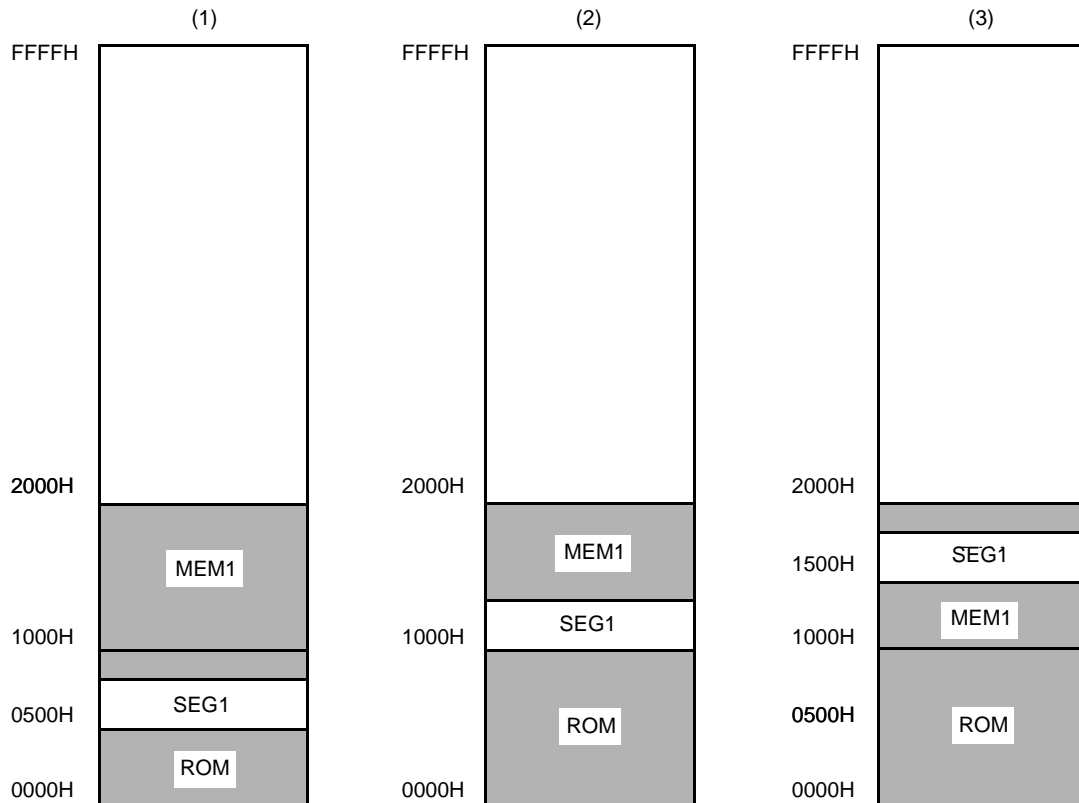 (1)
FFFFH
2000H
MEM1
1000H
SEG1
0500H
ROM
0000H
(2)
FFFFH
2000H
MEM1
SEG1
1000H
ROM
0000H
(3)
FFFFH
2000H
SEG1
1500H
MEM1
1000H
0500H
ROM
0000H